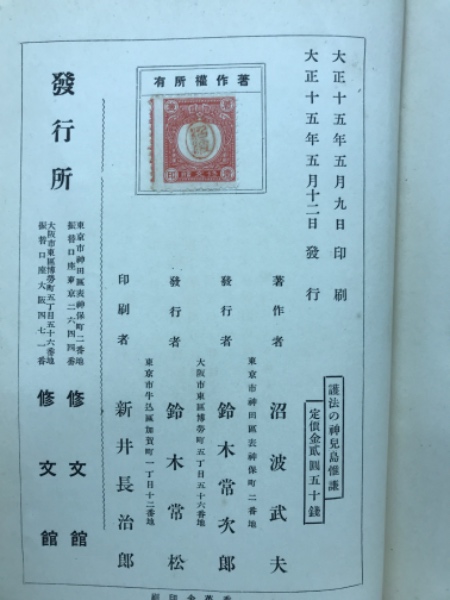 大正十五年五月九日印刷
大正十五年五月十二日發行
護法の神兒島惟謙
定價金貳圓五十錢
著作權所有
著作者 沼波武夫
東京市神田區表神保町二番地
發行者 鈴木常次郎
大阪市東區博勞町五丁目五十六番地
發行者 鈴木常松
東京市牛込區加賀町一丁目十二番地
印刷者 新井長治郎
發行所
東京市神田區表神保町二番地
振替口座東京二六四四番
修文館
大阪市東區博勞町五丁目五十六番地
振替口座大阪四七一番
修文館